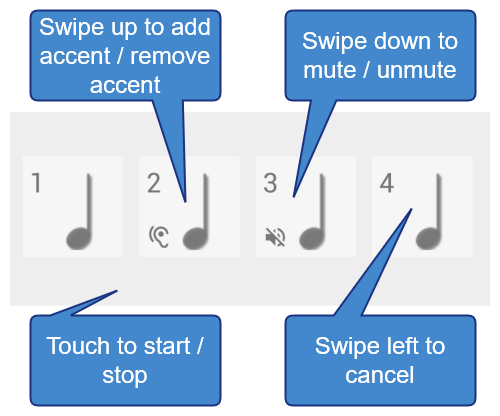 Swipe up to add
accent / remove
accent
Swipe down to
mute / unmute
1
2
3
4
Touch to start /
stop
Swipe left to
cancel